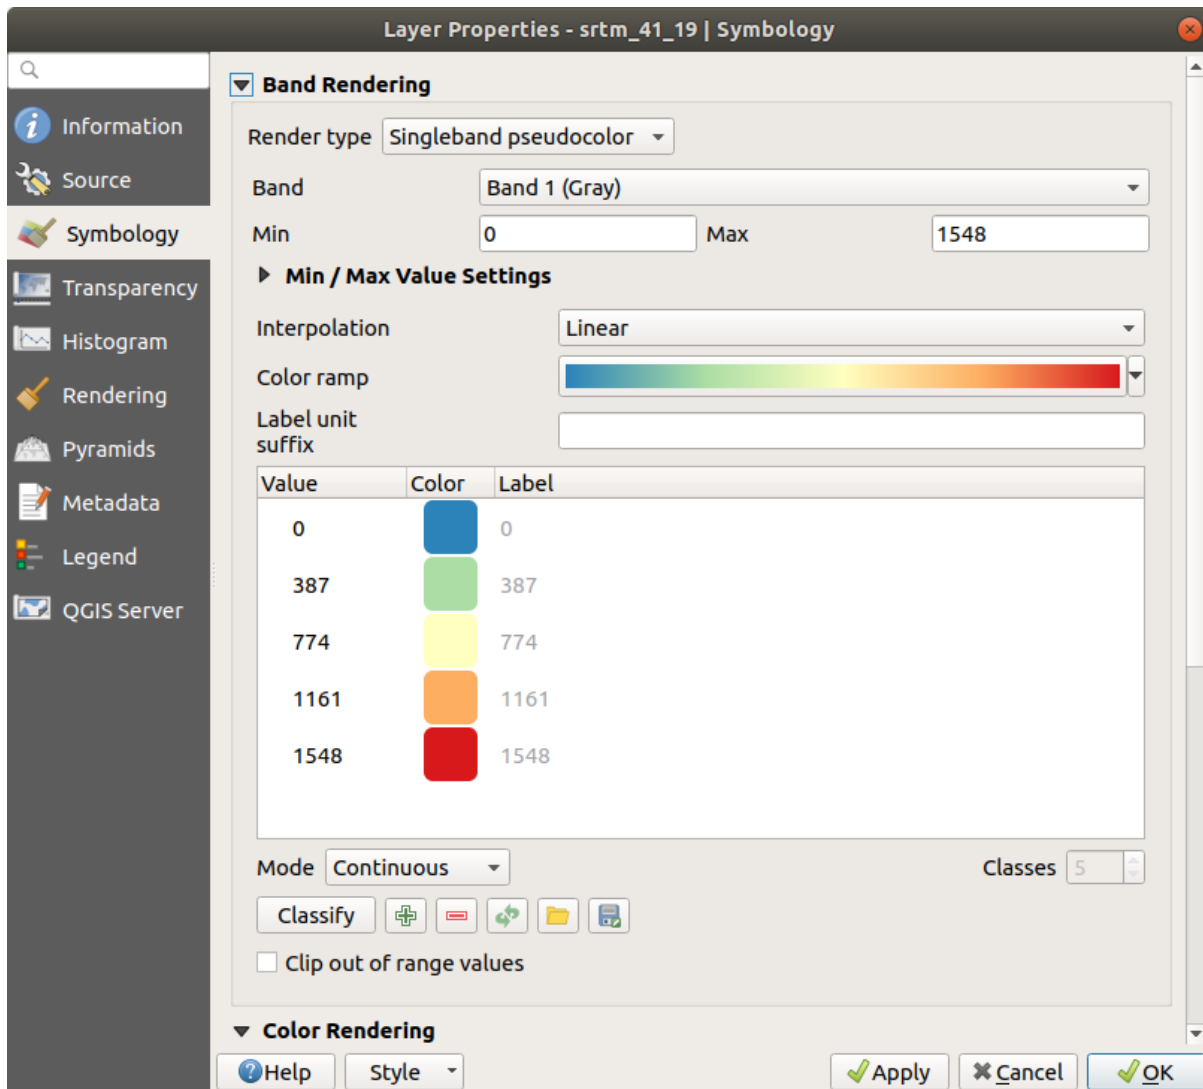 Layer Properties - srtm_41_19 | Symbology
Information
Source
Symbology
Transparency
Histogram
Rendering
Pyramids
Metadata
Legend
QGIS Server
Band Rendering
Render type Singleband pseudocolor
Band Band 1 (Gray)
Min 0 Max 1548
Min / Max Value Settings
Interpolation Linear
Color ramp
Label unit
suffix
Value Color Label
0 0
387 387
774 774
1161 1161
1548 1548
Mode Continuous Classes 5
Classify
Clip out of range values
Color Rendering
Help Style Apply Cancel OK